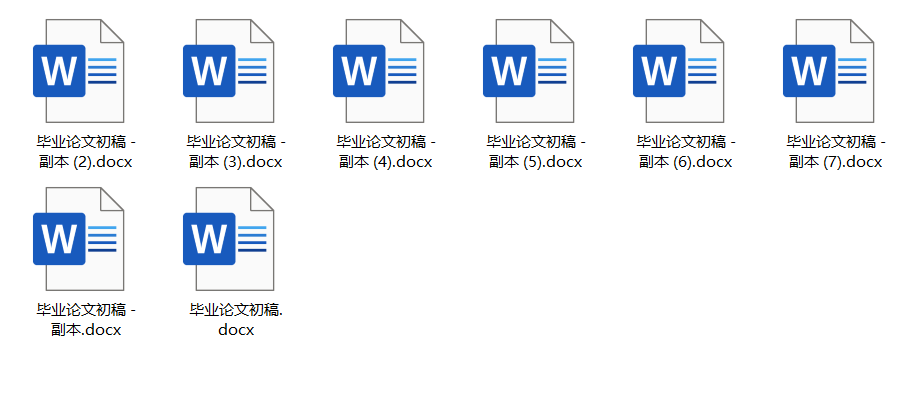 W W W W W W
毕业论文初稿 - 毕业论文初稿 - 毕业论文初稿 - 毕业论文初稿 - 毕业论文初稿 - 毕业论文初稿 -
副本 (2).docx 副本 (3).docx 副本 (4).docx 副本 (5).docx 副本 (6).docx 副本 (7).docx
W W
毕业论文初稿 - 毕业论文初稿.
副本.docx docx